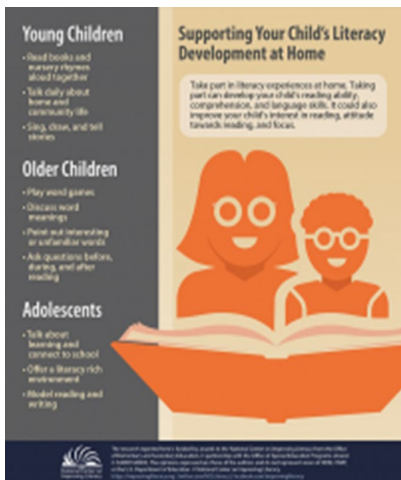 Young Children
• Read books and
nursery rhymes
aloud together
• Talk daily about
home and
community life
• Sing, draw, and tell
stories
Older Children
• Play word games
• Discuss word
meanings
• Point out interesting
or unfamiliar words
• Ask questions before,
during, and after
reading
Adolescents
• Talk about
learning and
connect to school
• Offer a literacy rich
environment
• Model reading and
writing
Supporting Your Child's Literacy
Development at Home
Take part in literacy experiences at home. Taking
part can develop your child's reading ability,
comprehension, and language skills. It could also
improve your child's interest in reading, attitude
towards reading, and focus.
National Center on
Improving Literacy